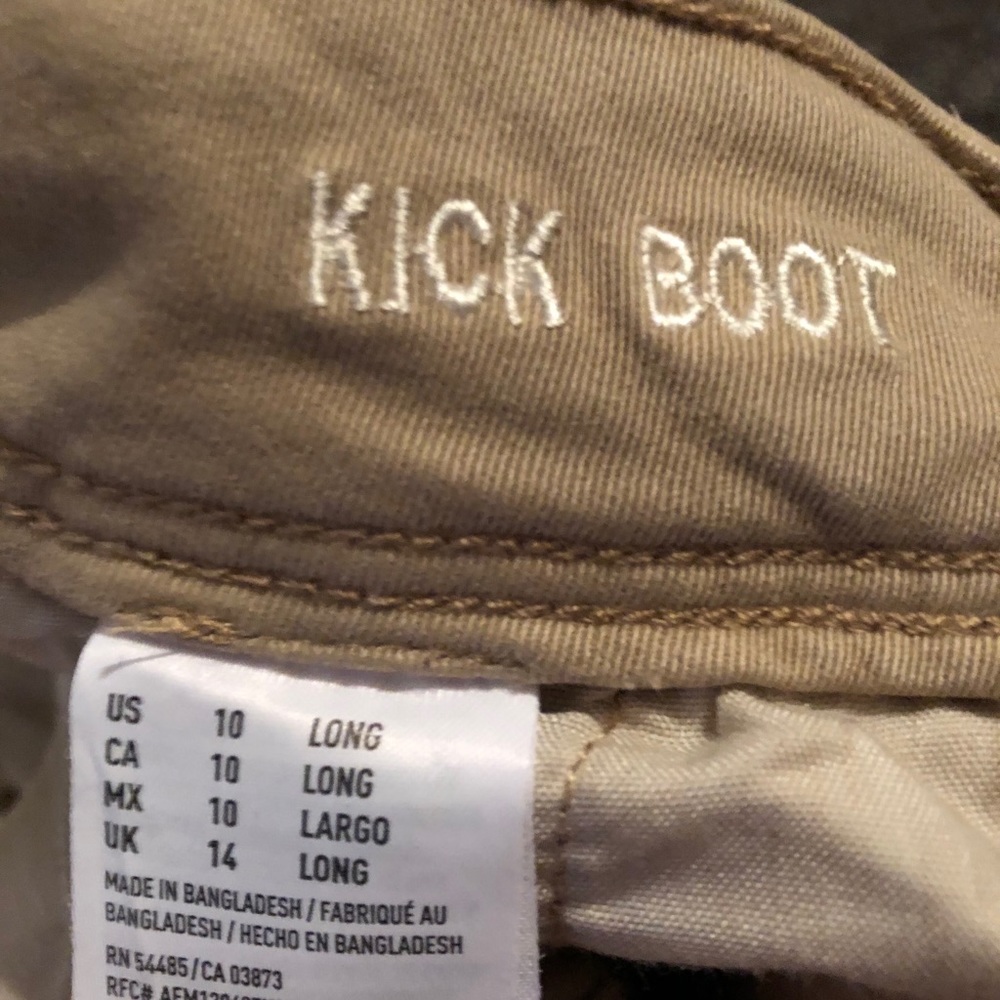 KICK BOOT
US 10 LONG
CA 10 LONG
MX 10 LARGO
UK 14 LONG
MADE IN BANGLADESH / FABRIQUÉ AU
BANGLADESH / HECHO EN BANGLADESH
RN 54485/CA 03873
RFC#